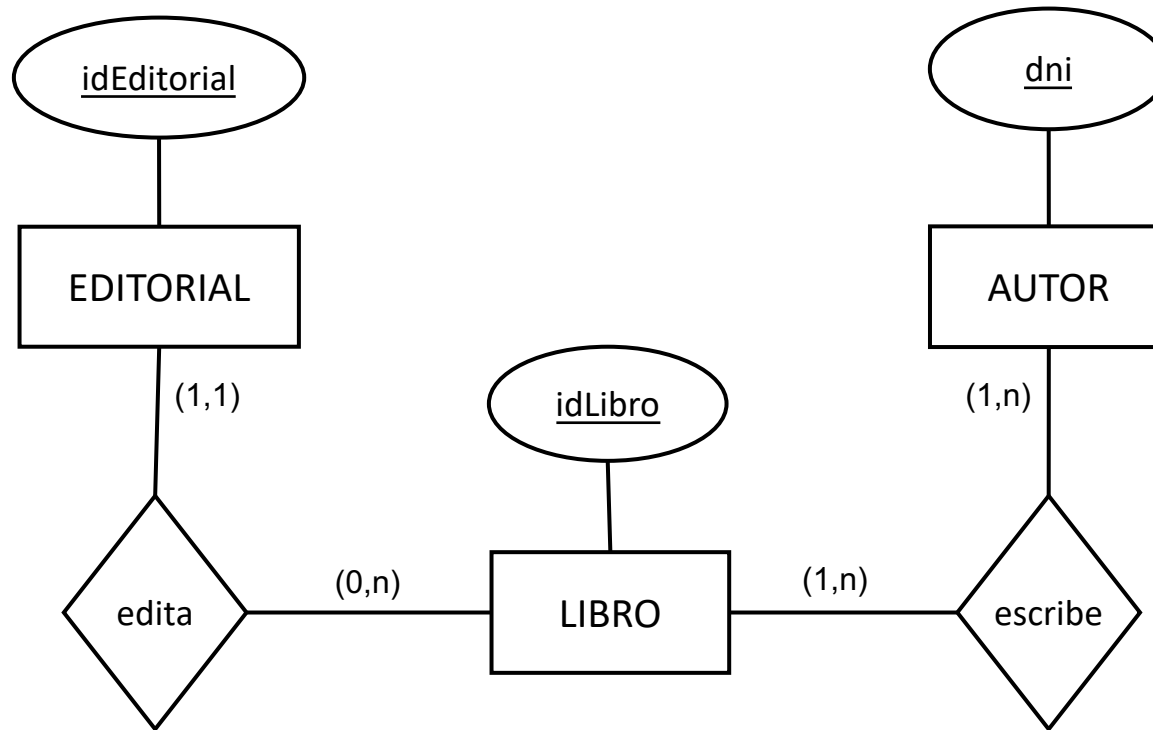 idEditorial
dni
EDITORIAL
AUTOR
(1,1)
(1,n)
idLibro
(0,n)
(1,n)
edita
LIBRO
escribe